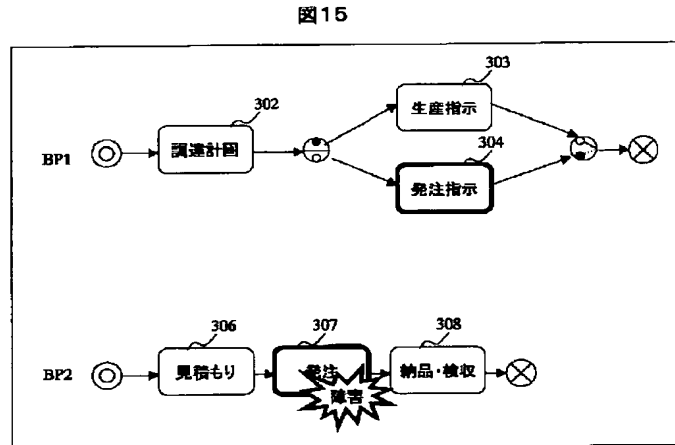 図15
303
302
生産指示
BP1
調達計画
304
発注指示
306
307
308
BP2
見積もり
発注
納品・検収
障害